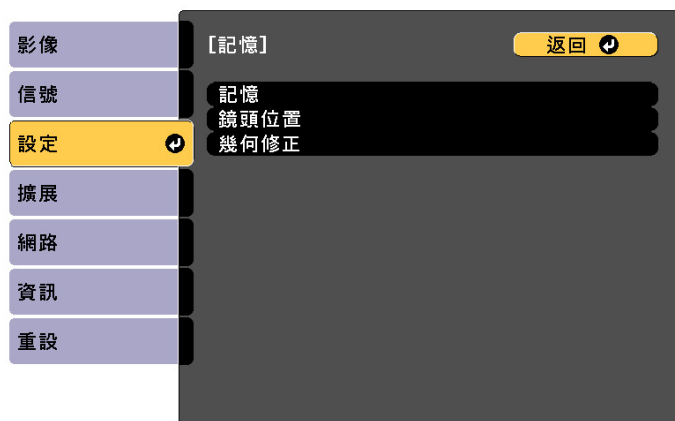 影像
信號
設定
擴展
網路
資訊
重設
[記憶]
返回
記憶
鏡頭位置
幾何修正